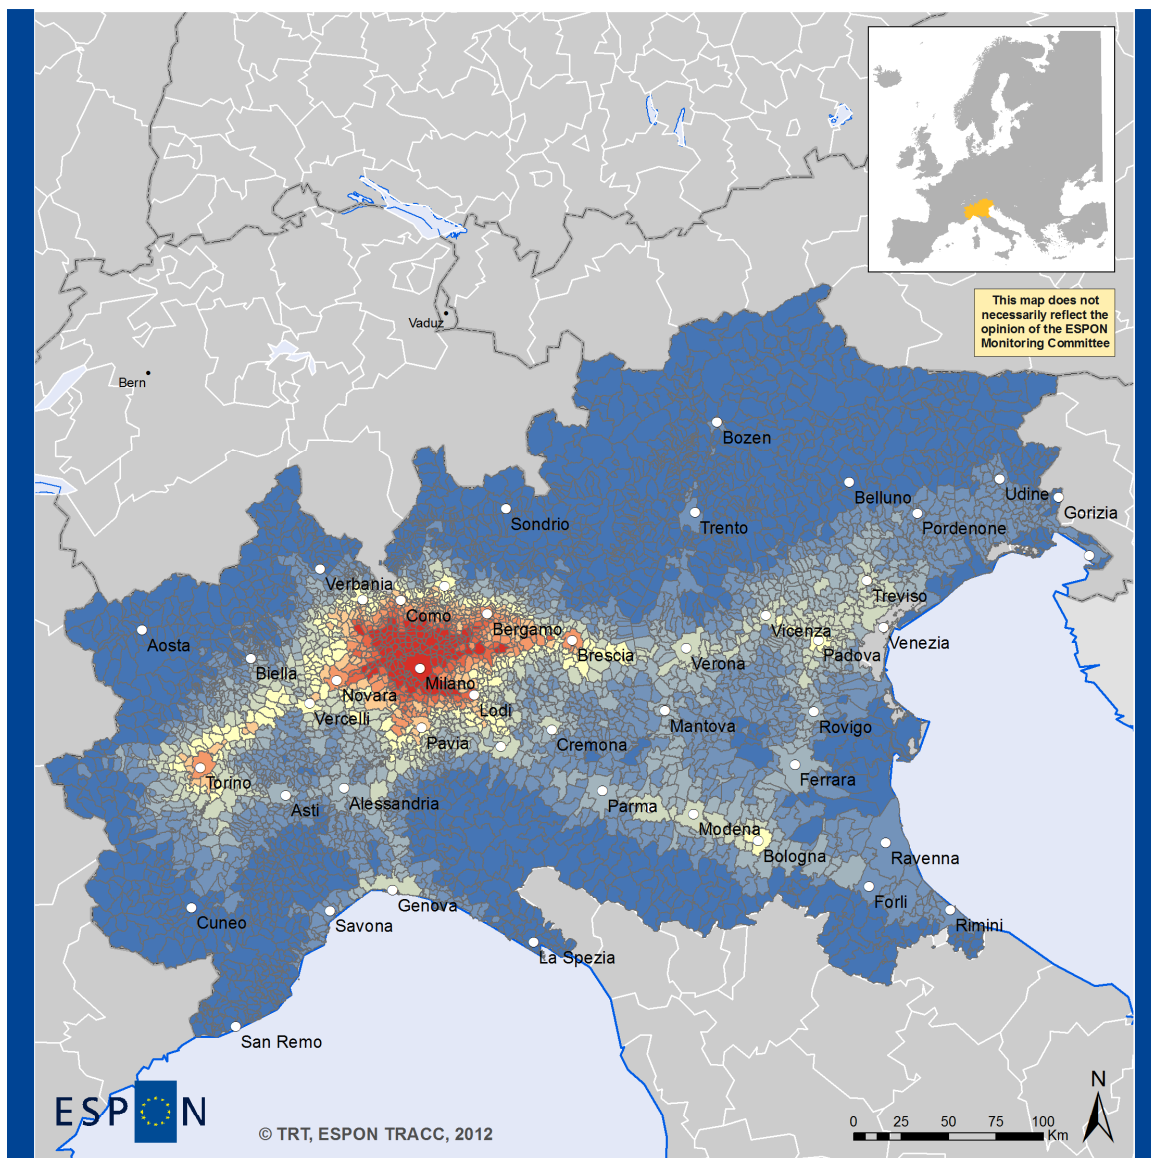 This map does not
necessarily reflect the
opinion of the ESPON
Monitoring Committee
Vaduz
Bern
Bozen
Belluno
Udine
Gorizia
Sondrio
Trento
Pordenone
Verbania
Treviso
Como
Aosta
Bergamo
Vicenza
Venezia
Biella
Brescia
Verona
Padova
Milano
Novara
Lodi
Vercelli
Mantova
Rovigo
Pavia
Cremona
Torino
Ferrara
Asti
Alessandria
Parma
Modena
Bologna
Ravenna
Cuneo
Savona
Genova
Forli
Rimini
La Spezia
San Remo
ESPON
© TRT, ESPON TRACC, 2012
0 25 50 75 100
Km
N